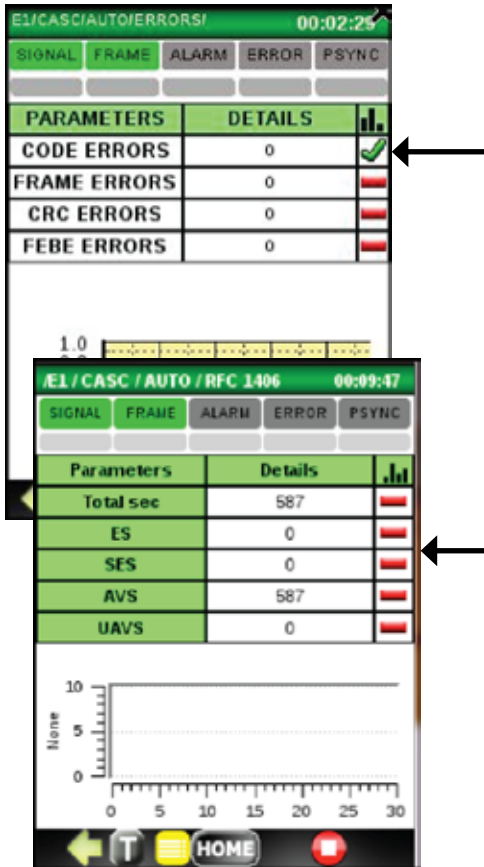 E1/CASC/AUTO/ERRORS/ 00:02:29
SIGNAL FRAME ALARM ERROR PSYNC
PARAMETERS DETAILS
CODE ERRORS 0
FRAME ERRORS 0
CRC ERRORS 0
FEBE ERRORS 0
1.0
/E1 / CASC / AUTO / RFC 1406 00:09:47
SIGNAL FRAME ALARM ERROR PSYNC
Parameters Details
Total sec 587
ES 0
SES 0
AVS 587
UAVS 0
10
5
0
None
0 5 10 15 20 25 30
T HOME